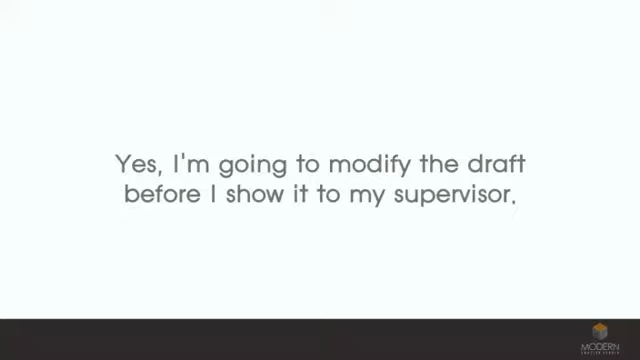 Yes, I'm going to modify the draft
before I show it to my supervisor.
MODERN